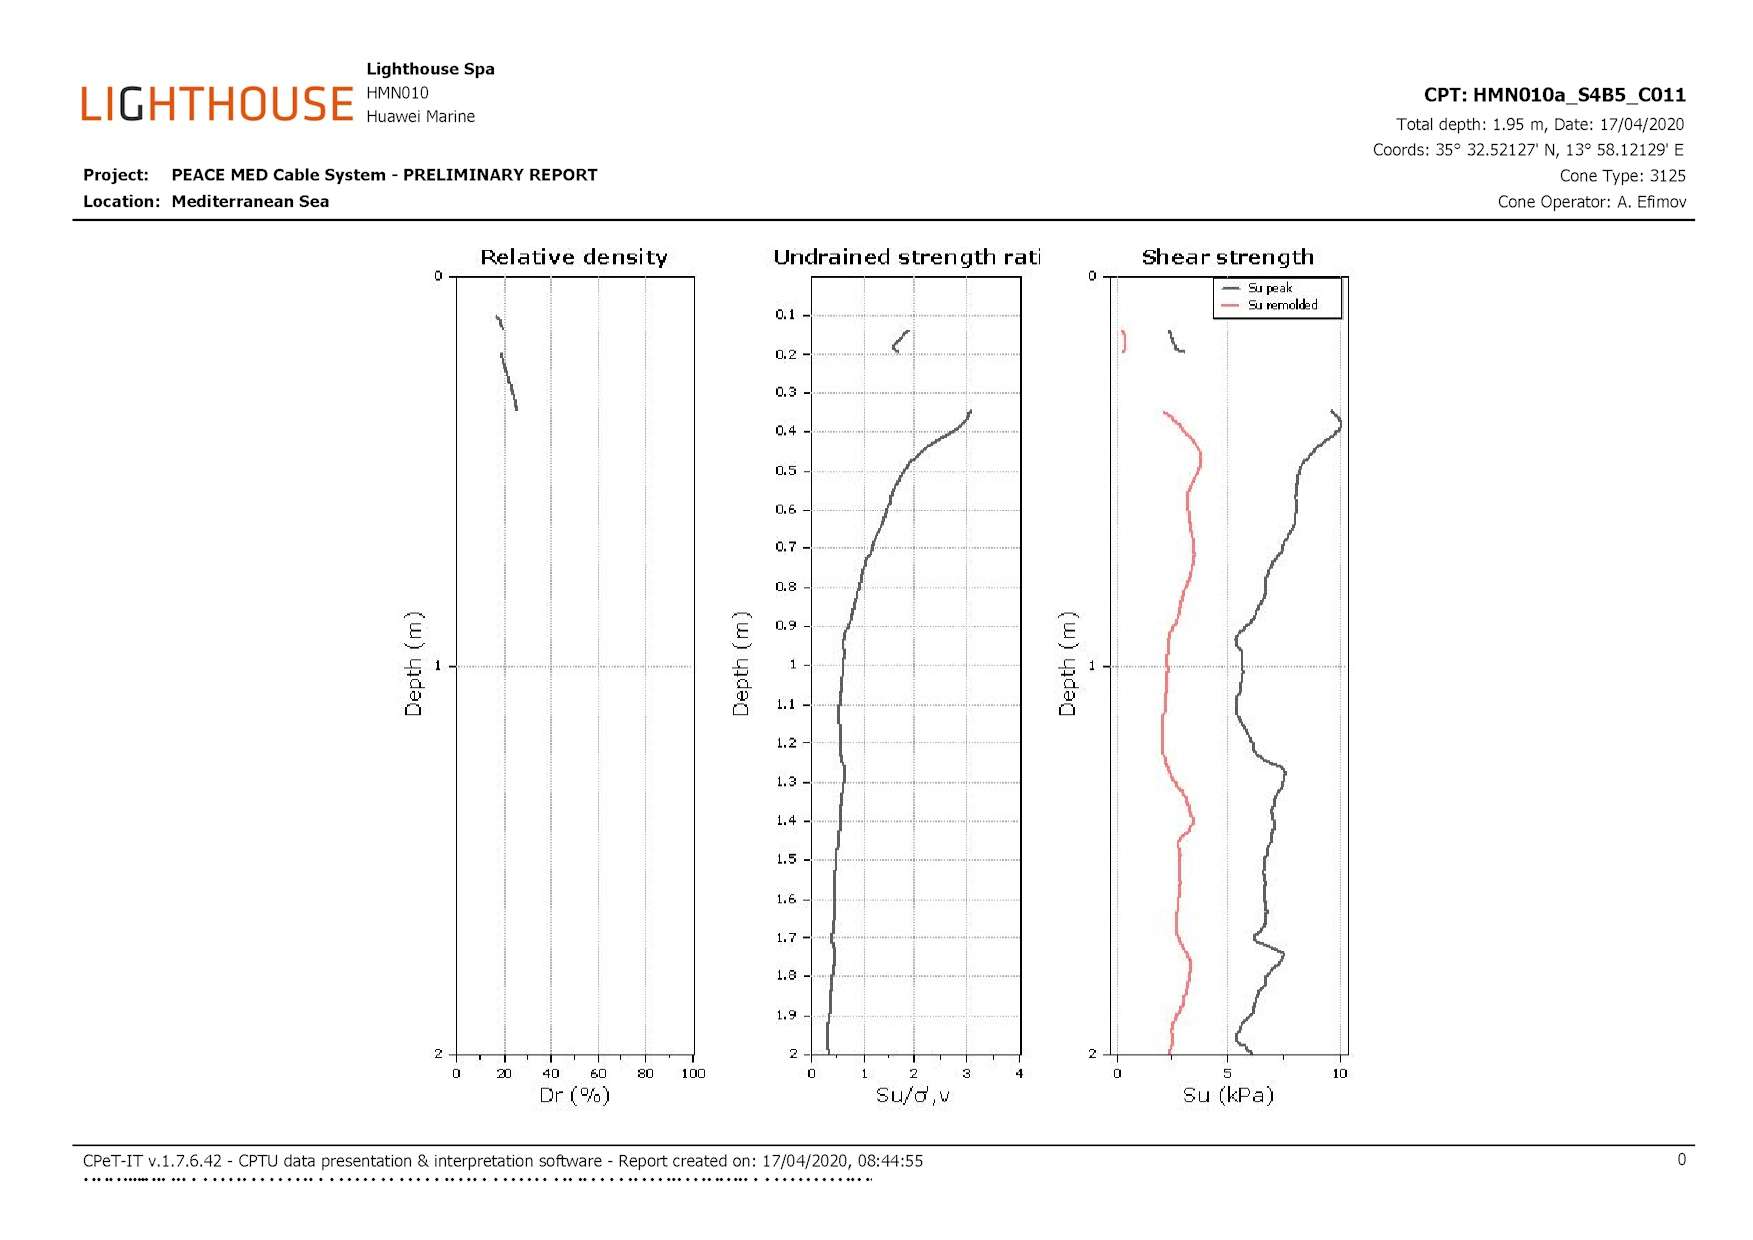 LIGHTHOUSE
Lighthouse Spa
HMN010
Huawei Marine
CPT: HMN010a_S4B5_C011
Total depth: 1.95 m, Date: 17/04/2020
Coords: 35° 32.52127' N, 13° 58.12129' E
Cone Type: 3125
Cone Operator: A. Efimov
Project: PEACE MED Cable System - PRELIMINARY REPORT
Location: Mediterranean Sea
Relative density
0
1
2
Depth (m)
0 20 40 60 80 100
Dr (%)
Undrained strength rati
0.1
0.2
0.3
0.4
0.5
0.6
0.7
0.8
0.9
1
1.1
1.2
1.3
1.4
1.5
1.6
1.7
1.8
1.9
2
Depth (m)
0 1 2 3 4
Su/σ',v
Shear strength
Su peak
Su remolded
0
1
2
Depth (m)
0 5 10
Su (kPa)
CPeT-IT v.1.7.6.42 - CPTU data presentation & interpretation software - Report created on: 17/04/2020, 08:44:55
0